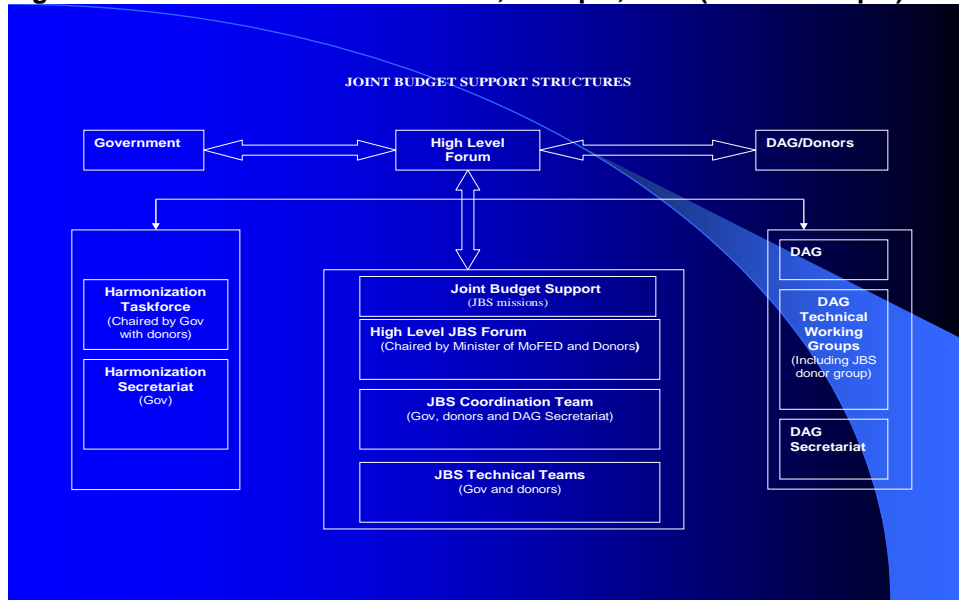 JOINT BUDGET SUPPORT STRUCTURES
Government
High Level
Forum
DAG/Donors
Harmonization
Taskforce
(Chaired by Gov
with donors)
Harmonization
Secretariat
(Gov)
Joint Budget Support
(JBS missions)
High Level JBS Forum
(Chaired by Minister of MoFED and Donors)
JBS Coordination Team
(Gov, donors and DAG Secretariat)
JBS Technical Teams
(Gov and donors)
DAG
DAG
Technical
Working
Groups
(Including JBS
donor group)
DAG
Secretariat